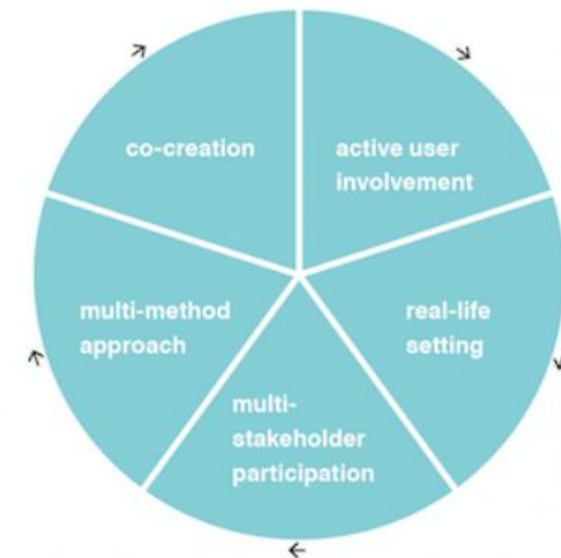 co-creation
active user
involvement
real-life
setting
multi-
stakeholder
participation
multi-method
approach